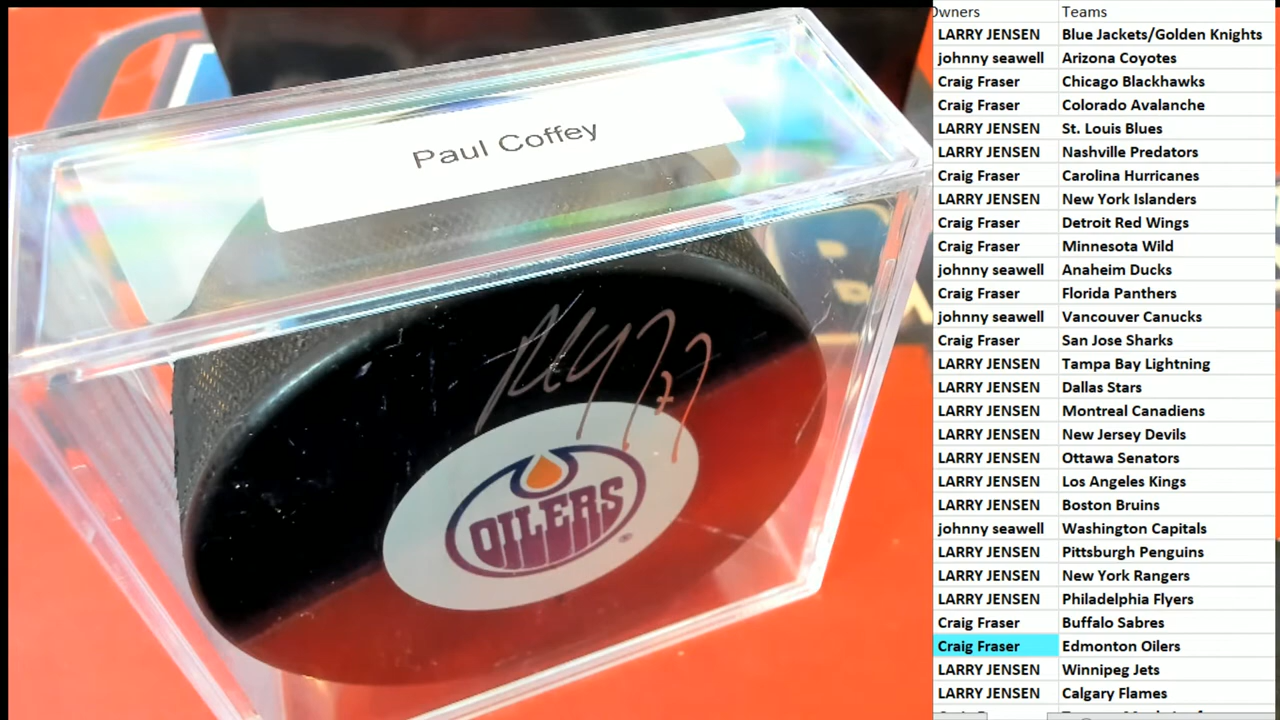 Paul Coffey
77
OILERS
®
Owners Teams
LARRY JENSEN Blue Jackets/Golden Knights
johnny seawell Arizona Coyotes
Craig Fraser Chicago Blackhawks
Craig Fraser Colorado Avalanche
LARRY JENSEN St. Louis Blues
LARRY JENSEN Nashville Predators
Craig Fraser Carolina Hurricanes
LARRY JENSEN New York Islanders
Craig Fraser Detroit Red Wings
Craig Fraser Minnesota Wild
johnny seawell Anaheim Ducks
Craig Fraser Florida Panthers
johnny seawell Vancouver Canucks
Craig Fraser San Jose Sharks
LARRY JENSEN Tampa Bay Lightning
LARRY JENSEN Dallas Stars
LARRY JENSEN Montreal Canadiens
LARRY JENSEN New Jersey Devils
LARRY JENSEN Ottawa Senators
LARRY JENSEN Los Angeles Kings
LARRY JENSEN Boston Bruins
johnny seawell Washington Capitals
LARRY JENSEN Pittsburgh Penguins
LARRY JENSEN New York Rangers
LARRY JENSEN Philadelphia Flyers
Craig Fraser Buffalo Sabres
Craig Fraser Edmonton Oilers
LARRY JENSEN Winnipeg Jets
LARRY JENSEN Calgary Flames